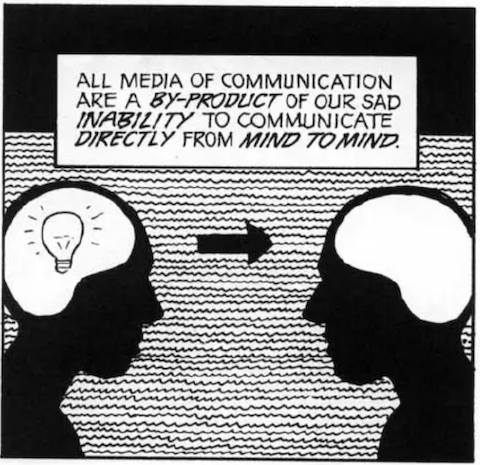 ALL MEDIA OF COMMUNICATION
ARE A BY-PRODUCT OF OUR SAD
INABILITY TO COMMUNICATE
DIRECTLY FROM MIND TO MIND.